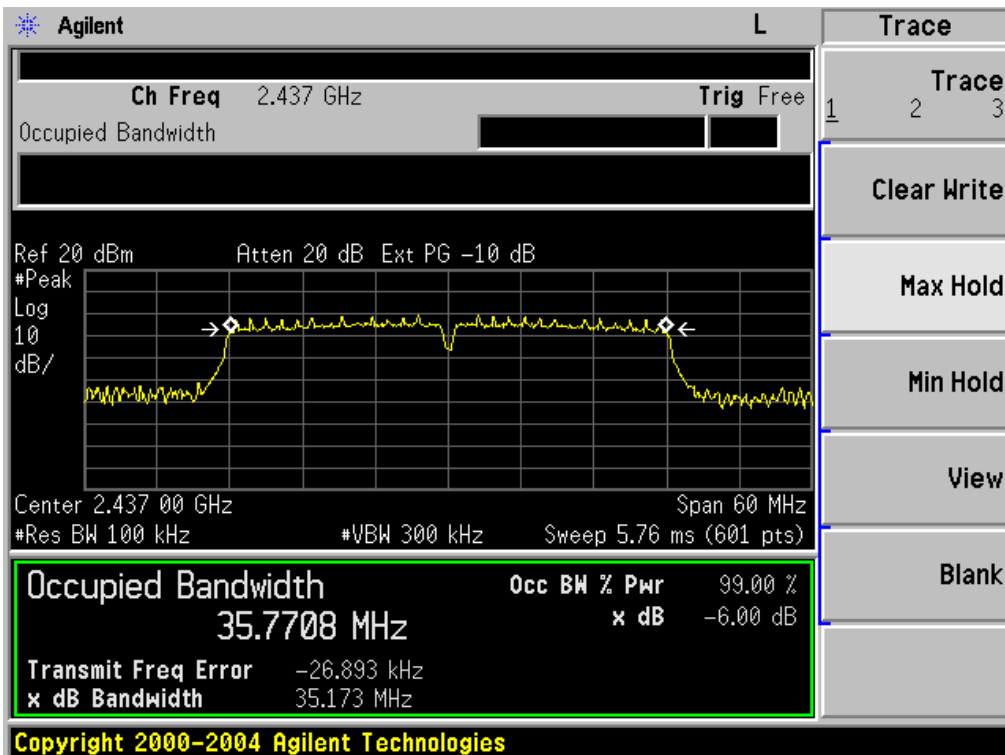 Agilent L
Ch Freq 2.437 GHz Trig Free
Occupied Bandwidth
Ref 20 dBm Atten 20 dB Ext PG -10 dB
#Peak
Log
10
dB/
Center 2.437 00 GHz Span 60 MHz
#Res BW 100 kHz #VBW 300 kHz Sweep 5.76 ms (601 pts)
Occupied Bandwidth Occ BW % Pwr 99.00 %
35.7708 MHz x dB -6.00 dB
Transmit Freq Error -26.893 kHz
x dB Bandwidth 35.173 MHz
Copyright 2000-2004 Agilent Technologies
Trace
Trace
1 2 3
Clear Write
Max Hold
Min Hold
View
Blank